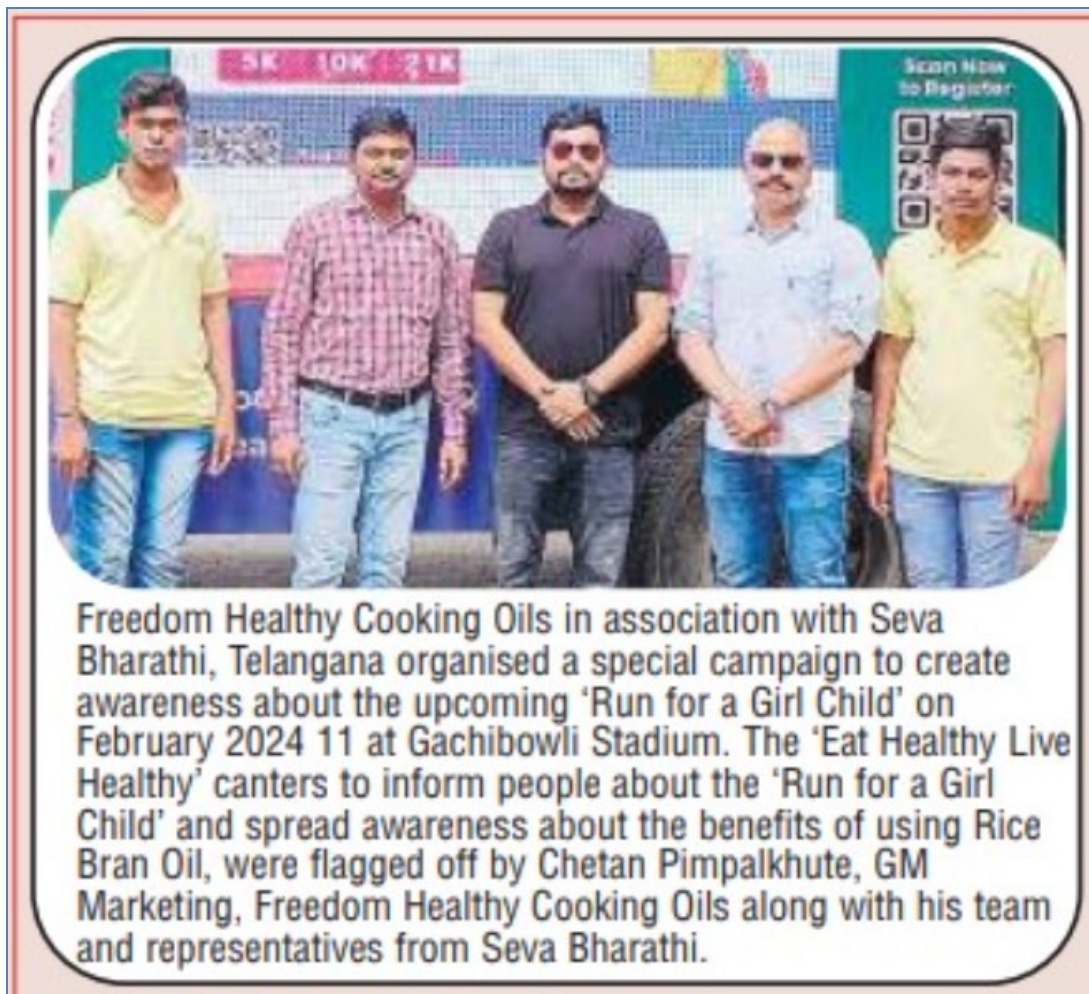 5K 10K 21K
Scan Now
to Register
Freedom Healthy Cooking Oils in association with Seva
Bharathi, Telangana organised a special campaign to create
awareness about the upcoming ‘Run for a Girl Child’ on
February 2024 11 at Gachibowli Stadium. The ‘Eat Healthy Live
Healthy’ canters to inform people about the ‘Run for a Girl
Child’ and spread awareness about the benefits of using Rice
Bran Oil, were flagged off by Chetan Pimpalkhute, GM
Marketing, Freedom Healthy Cooking Oils along with his team
and representatives from Seva Bharathi.